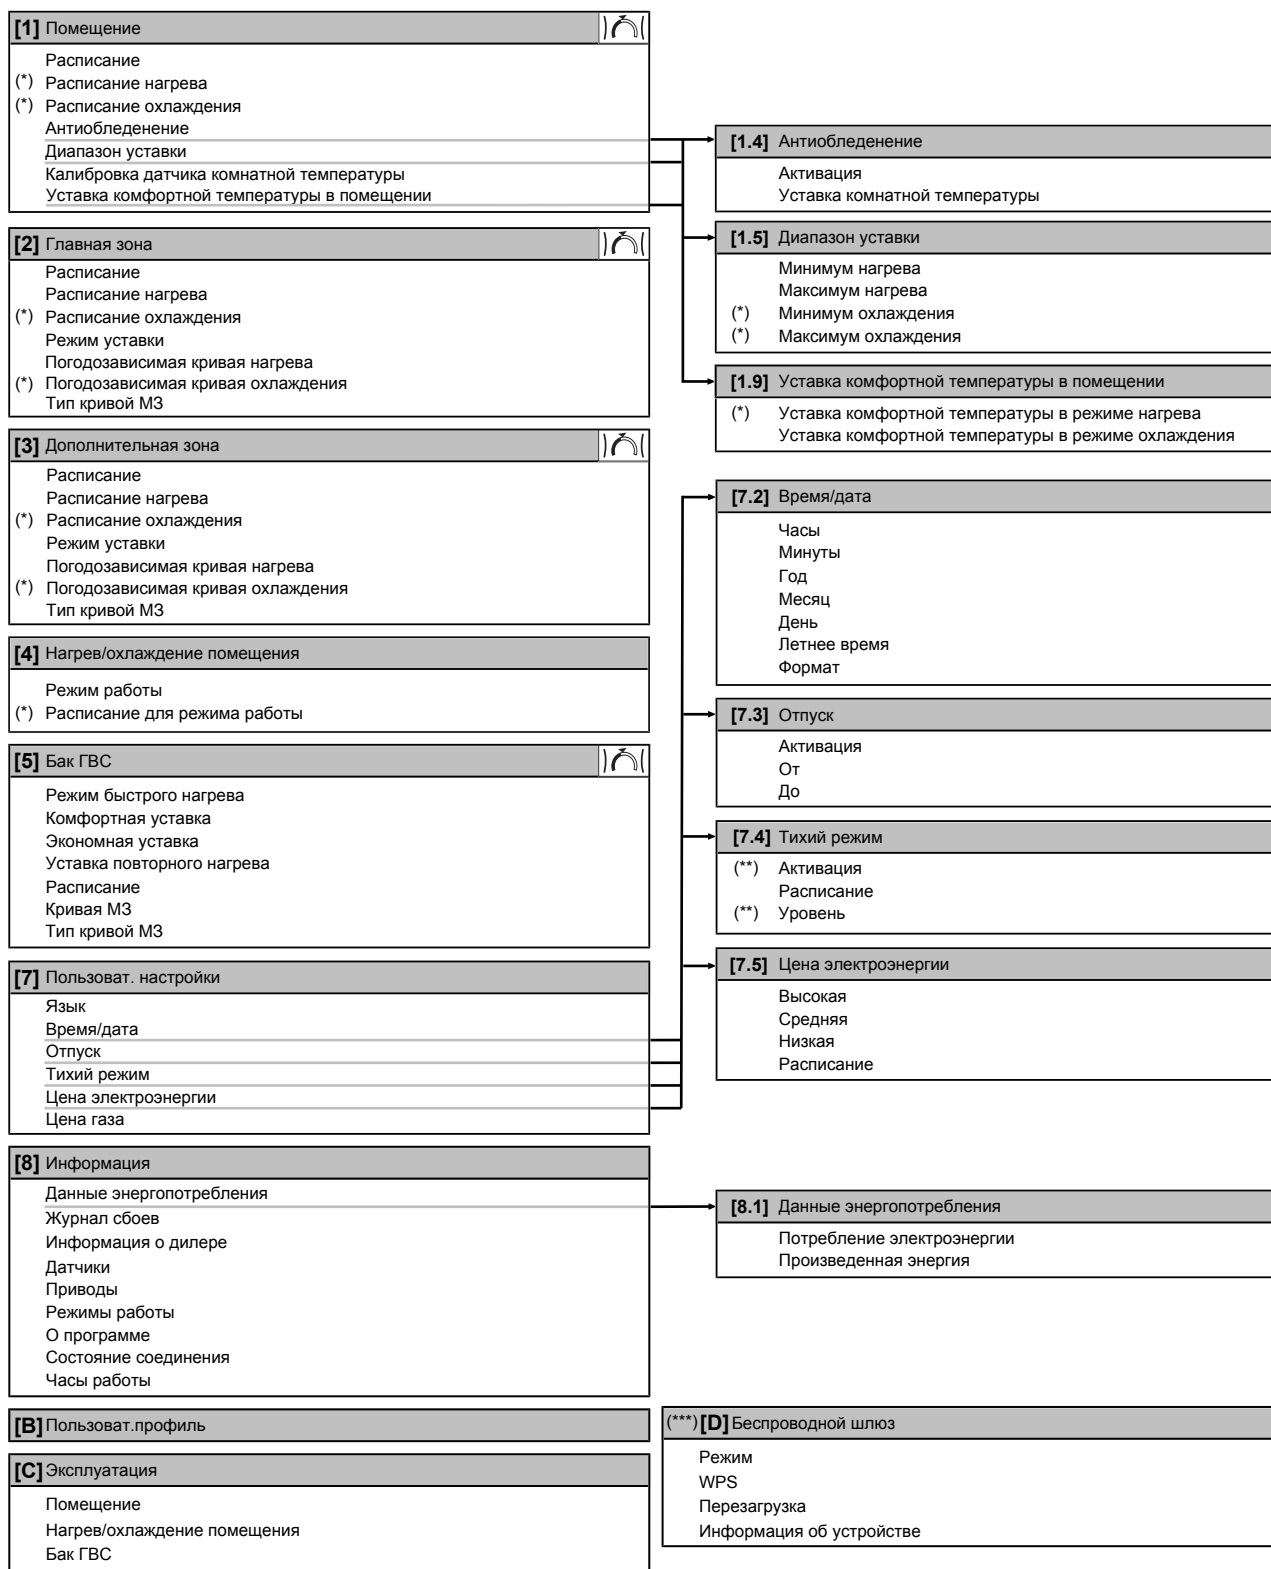 [1] Помещение
Расписание
(*) Расписание нагрева
(*) Расписание охлаждения
Антиобледенение
Диапазон уставки
Калибровка датчика комнатной температуры
Уставка комфортной температуры в помещении
[2] Главная зона
Расписание
Расписание нагрева
(*) Расписание охлаждения
Режим уставки
Погодозависимая кривая нагрева
(*) Погодозависимая кривая охлаждения
Тип кривой МЗ
[3] Дополнительная зона
Расписание
Расписание нагрева
(*) Расписание охлаждения
Режим уставки
Погодозависимая кривая нагрева
(*) Погодозависимая кривая охлаждения
Тип кривой МЗ
[4] Нагрев/охлаждение помещения
Режим работы
(*) Расписание для режима работы
[5] Бак ГВС
Режим быстрого нагрева
Комфортная уставка
Экономная уставка
Уставка повторного нагрева
Расписание
Кривая МЗ
Тип кривой МЗ
[7] Пользоват. настройки
Язык
Время/дата
Отпуск
Тихий режим
Цена электроэнергии
Цена газа
[8] Информация
Данные энергопотребления
Журнал сбоев
Информация о дилере
Датчики
Приводы
Режимы работы
О программе
Состояние соединения
Часы работы
[B] Пользоват.профиль
[C] Эксплуатация
Помещение
Нагрев/охлаждение помещения
Бак ГВС
[1.4] Антиобледенение
Активация
Уставка комнатной температуры
[1.5] Диапазон уставки
Минимум нагрева
Максимум нагрева
(*) Минимум охлаждения
(*) Максимум охлаждения
[1.9] Уставка комфортной температуры в помещении
(*) Уставка комфортной температуры в режиме нагрева
Уставка комфортной температуры в режиме охлаждения
[7.2] Время/дата
Часы
Минуты
Год
Месяц
День
Летнее время
Формат
[7.3] Отпуск
Активация
От
До
[7.4] Тихий режим
(**) Активация
Расписание
(**) Уровень
[7.5] Цена электроэнергии
Высокая
Средняя
Низкая
Расписание
[8.1] Данные энергопотребления
Потребление электроэнергии
Произведенная энергия
(***) [D] Беспроводной шлюз
Режим
WPS
Перезагрузка
Информация об устройстве